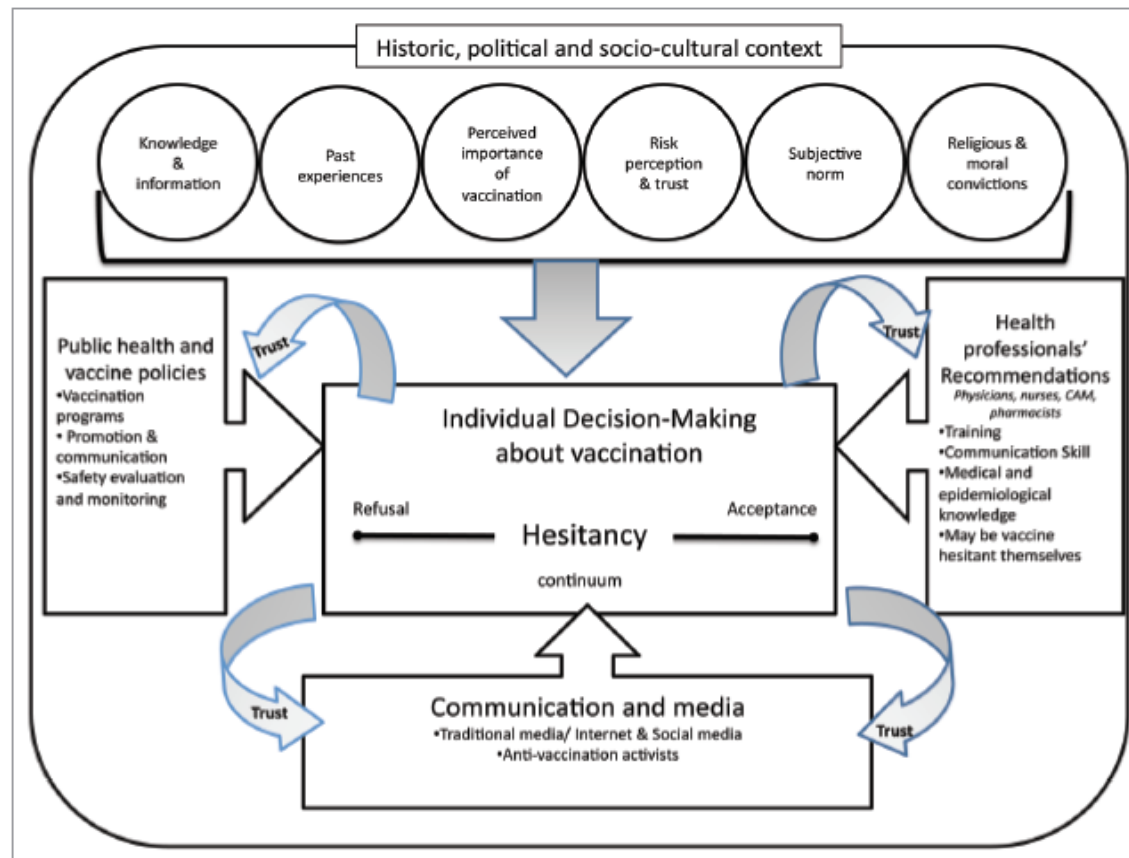 Historic, political and socio-cultural context
Knowledge
&
information
Past
experiences
Perceived
importance
of
vaccination
Risk
perception
& trust
Subjective
norm
Religious &
moral
convictions
Public health and
vaccine policies
•Vaccination
programs
• Promotion &
communication
•Safety evaluation
and monitoring
Trust
Individual Decision-Making
about vaccination
Refusal
Acceptance
Hesitancy
continuum
Trust
Health
professionals'
Recommendations
Physicians, nurses, CAM,
pharmacists
•Training
•Communication Skill
•Medical and
epidemiological
knowledge
•May be vaccine
hesitant themselves
Trust
Communication and media
•Traditional media/ Internet & Social media
•Anti-vaccination activists
Trust